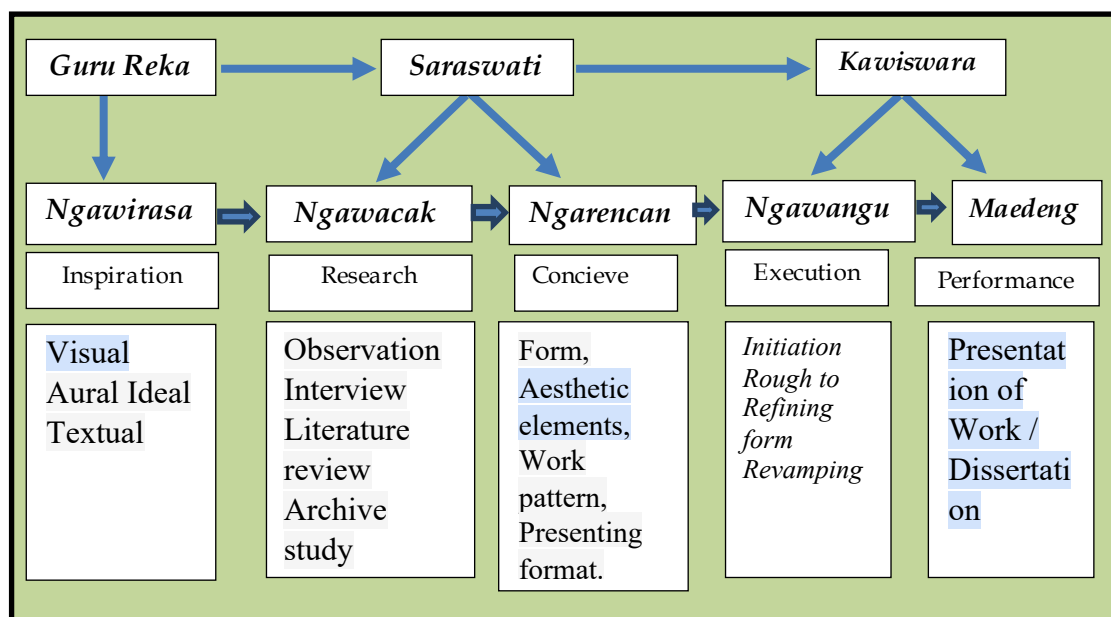 Guru Reka
Saraswati
Kawiswara
Ngawirasa
Ngawacak
Ngarencan
Ngawangu
Maedeng
Inspiration
Research
Concieve
Execution
Performance
Visual
Aural Ideal
Textual
Observation
Interview
Literature
review
Archive
study
Form,
Aesthetic
elements,
Work
pattern,
Presenting
format.
Initiation
Rough to
Refining
form
Revamping
Presentat
ion of
Work /
Dissertati
on